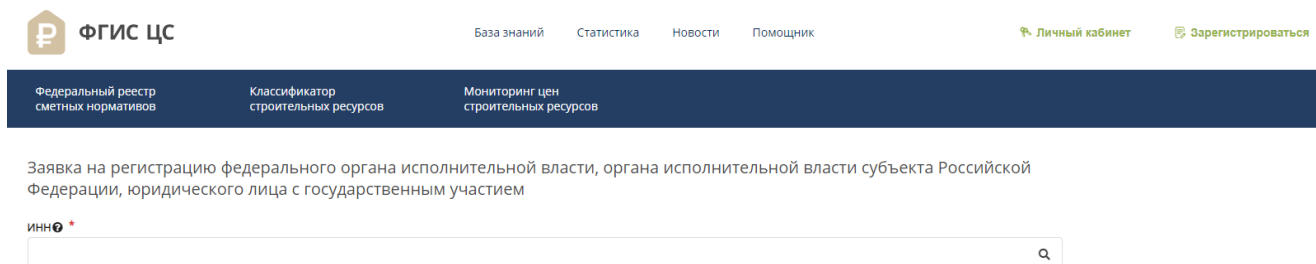 ФГИС ЦС
База знаний Статистика Новости Помощник
Личный кабинет Зарегистрироваться
Федеральный реестр
сметных нормативов
Классификатор
строительных ресурсов
Мониторинг цен
строительных ресурсов
Заявка на регистрацию федерального органа исполнительной власти, органа исполнительной власти субъекта Российской
Федерации, юридического лица с государственным участием
ИНН *